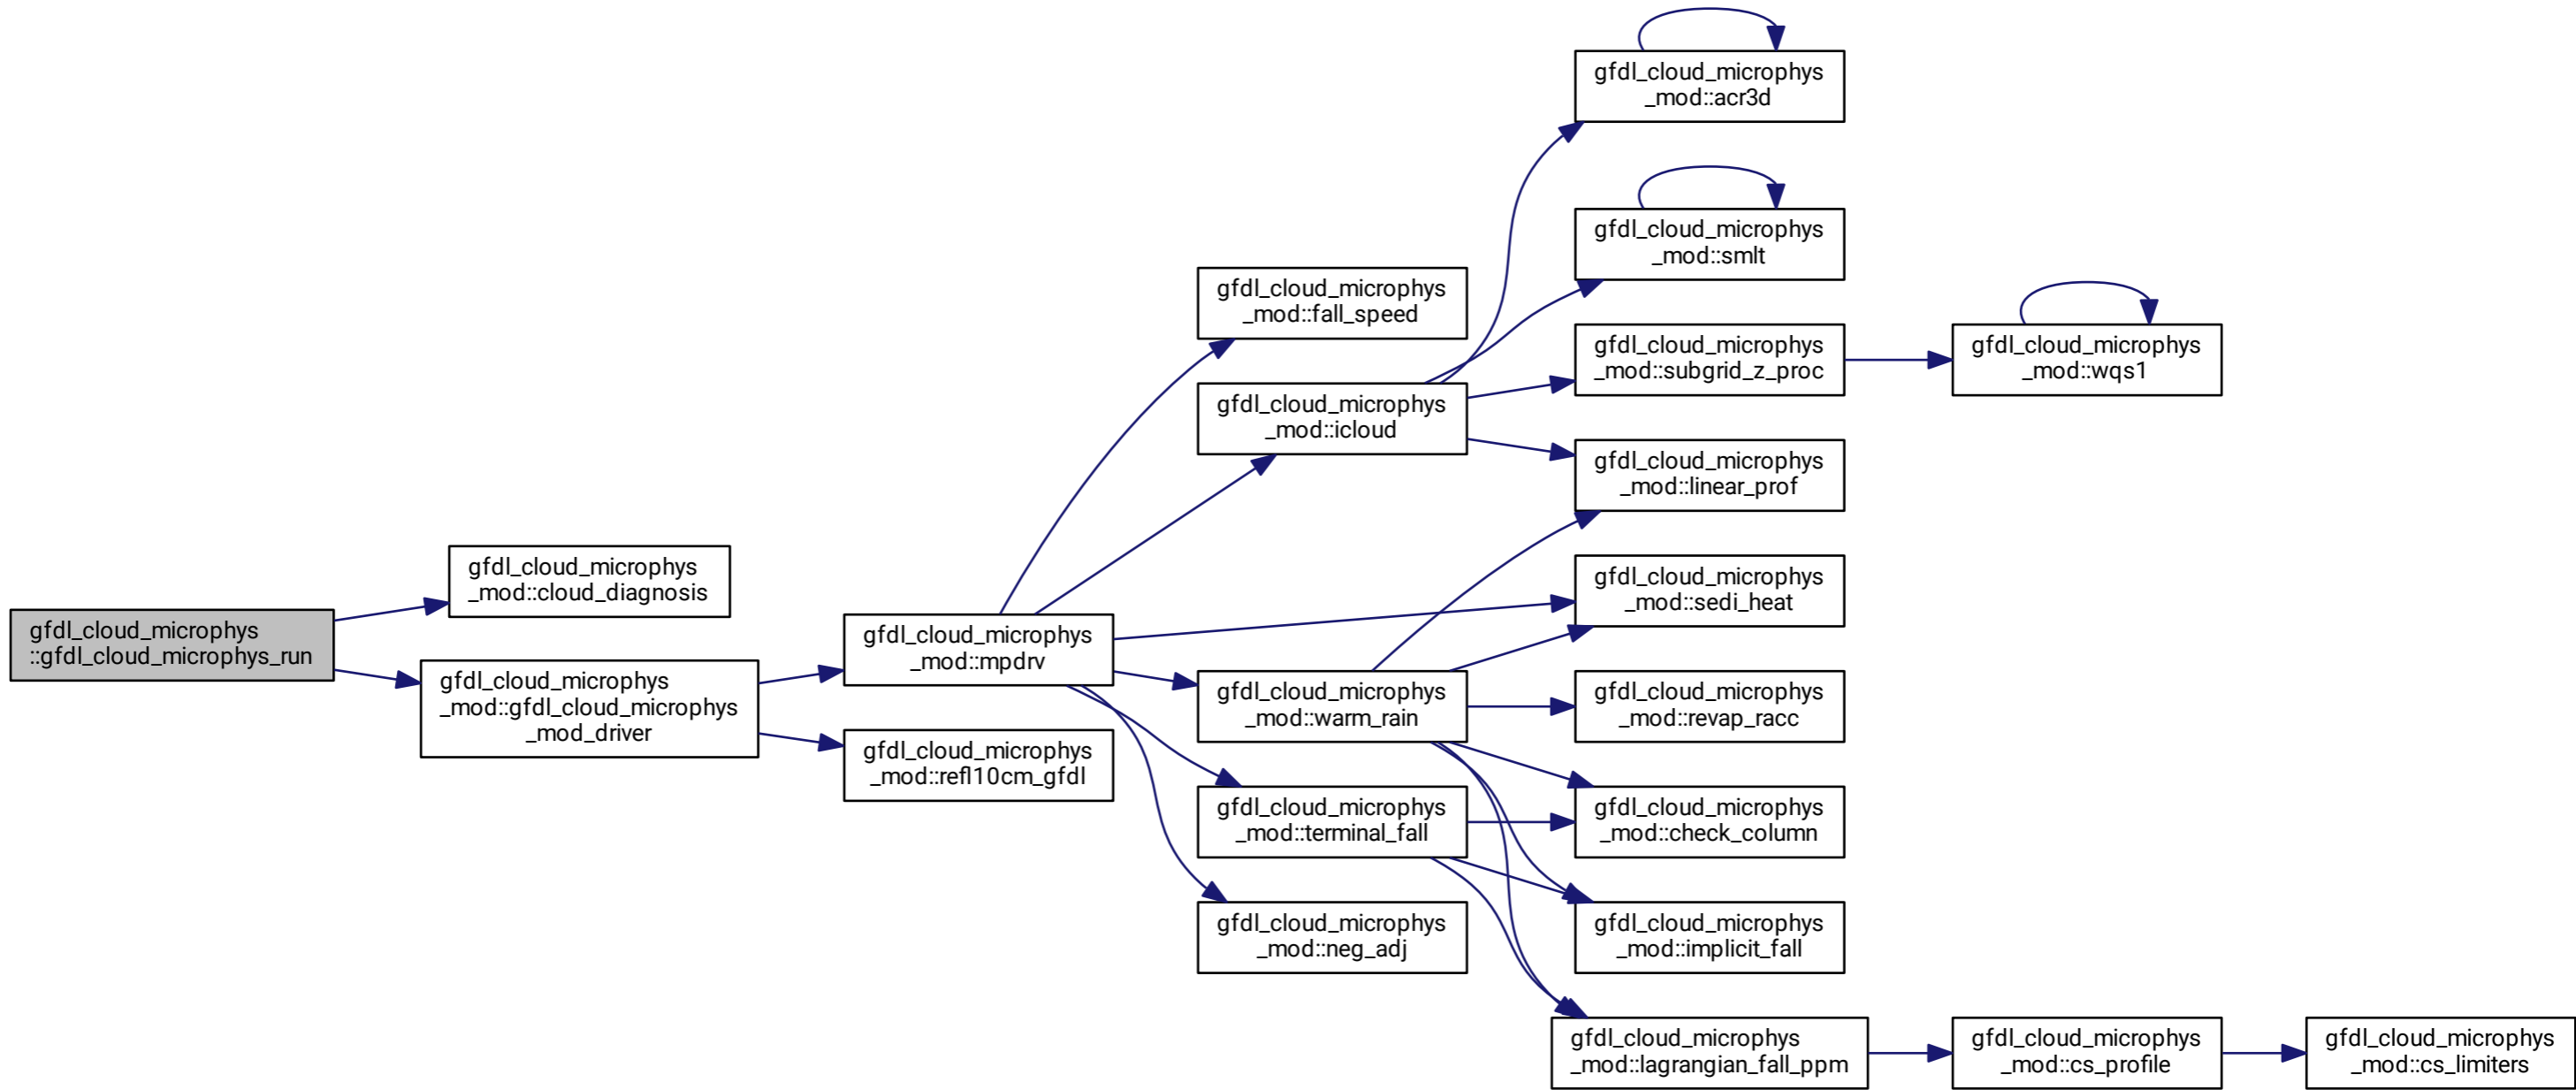 gfdl_cloud_microphys
::gfdl_cloud_microphys_run
gfdl_cloud_microphys
_mod::cloud_diagnosis
gfdl_cloud_microphys
_mod::gfdl_cloud_microphys
_mod_driver
gfdl_cloud_microphys
_mod::mpdrv
gfdl_cloud_microphys
_mod::refl10cm_gfdl
gfdl_cloud_microphys
_mod::fall_speed
gfdl_cloud_microphys
_mod::icloud
gfdl_cloud_microphys
_mod::warm_rain
gfdl_cloud_microphys
_mod::terminal_fall
gfdl_cloud_microphys
_mod::neg_adj
gfdl_cloud_microphys
_mod::acr3d
gfdl_cloud_microphys
_mod::smlt
gfdl_cloud_microphys
_mod::subgrid_z_proc
gfdl_cloud_microphys
_mod::linear_prof
gfdl_cloud_microphys
_mod::sedi_heat
gfdl_cloud_microphys
_mod::revap_racc
gfdl_cloud_microphys
_mod::check_column
gfdl_cloud_microphys
_mod::implicit_fall
gfdl_cloud_microphys
_mod::lagrangian_fall_ppm
gfdl_cloud_microphys
_mod::wqs1
gfdl_cloud_microphys
_mod::cs_profile
gfdl_cloud_microphys
_mod::cs_limiters